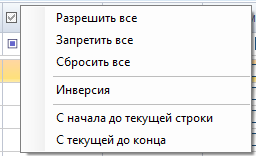 Разрешить все
Запретить все
Сбросить все
Инверсия
С начала до текущей строки
С текущей до конца